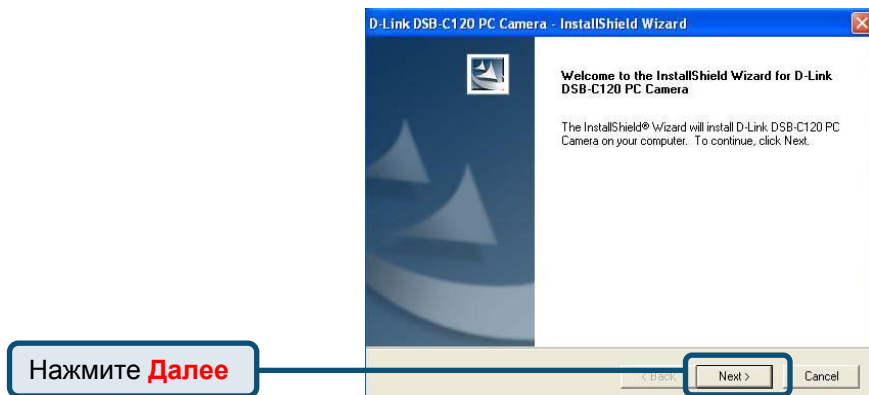 D-Link DSB-C120 PC Camera - InstallShield Wizard
Welcome to the InstallShield Wizard for D-Link
DSB-C120 PC Camera
The InstallShield® Wizard will install D-Link DSB-C120 PC
Camera on your computer. To continue, click Next.
Нажмите Далее
< Back
Next >
Cancel